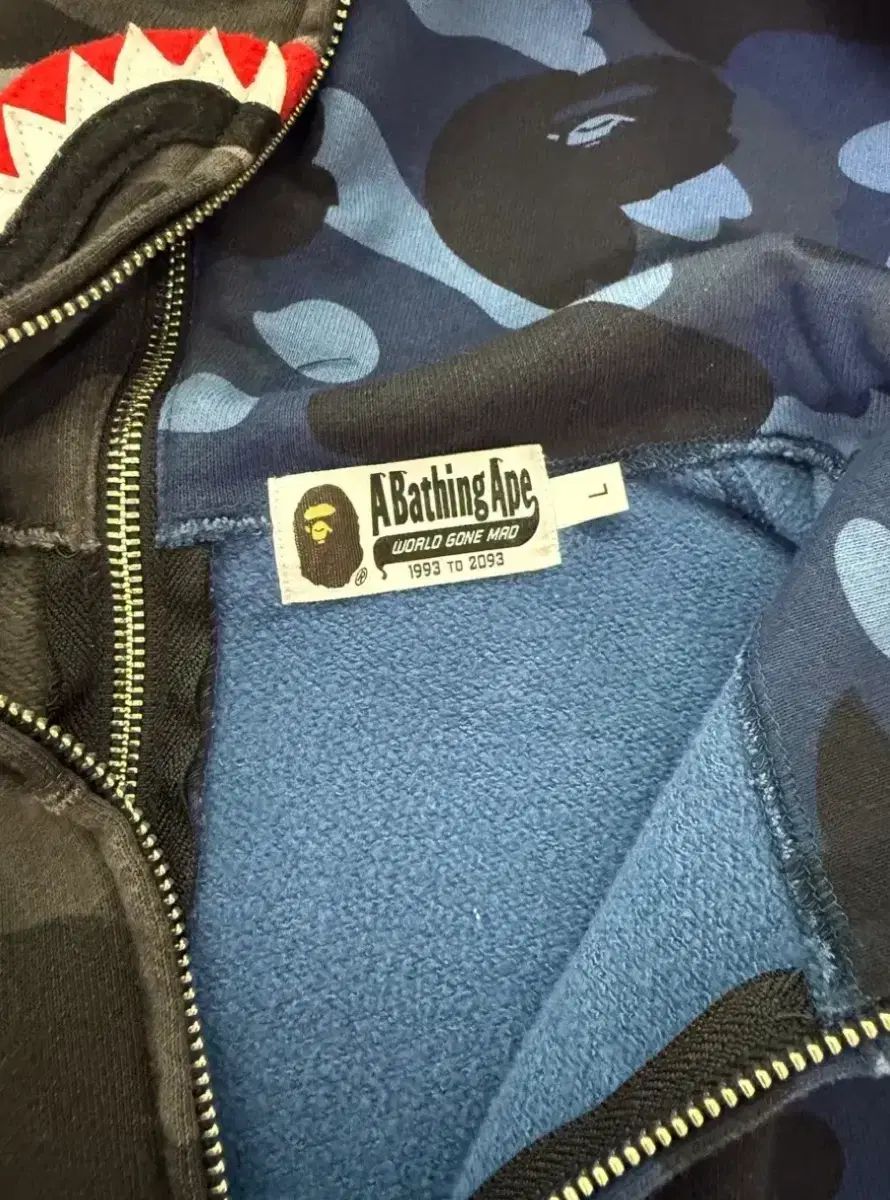 A Bathing Ape
WORLD GONE MAD
1993 TO 2093
®
L